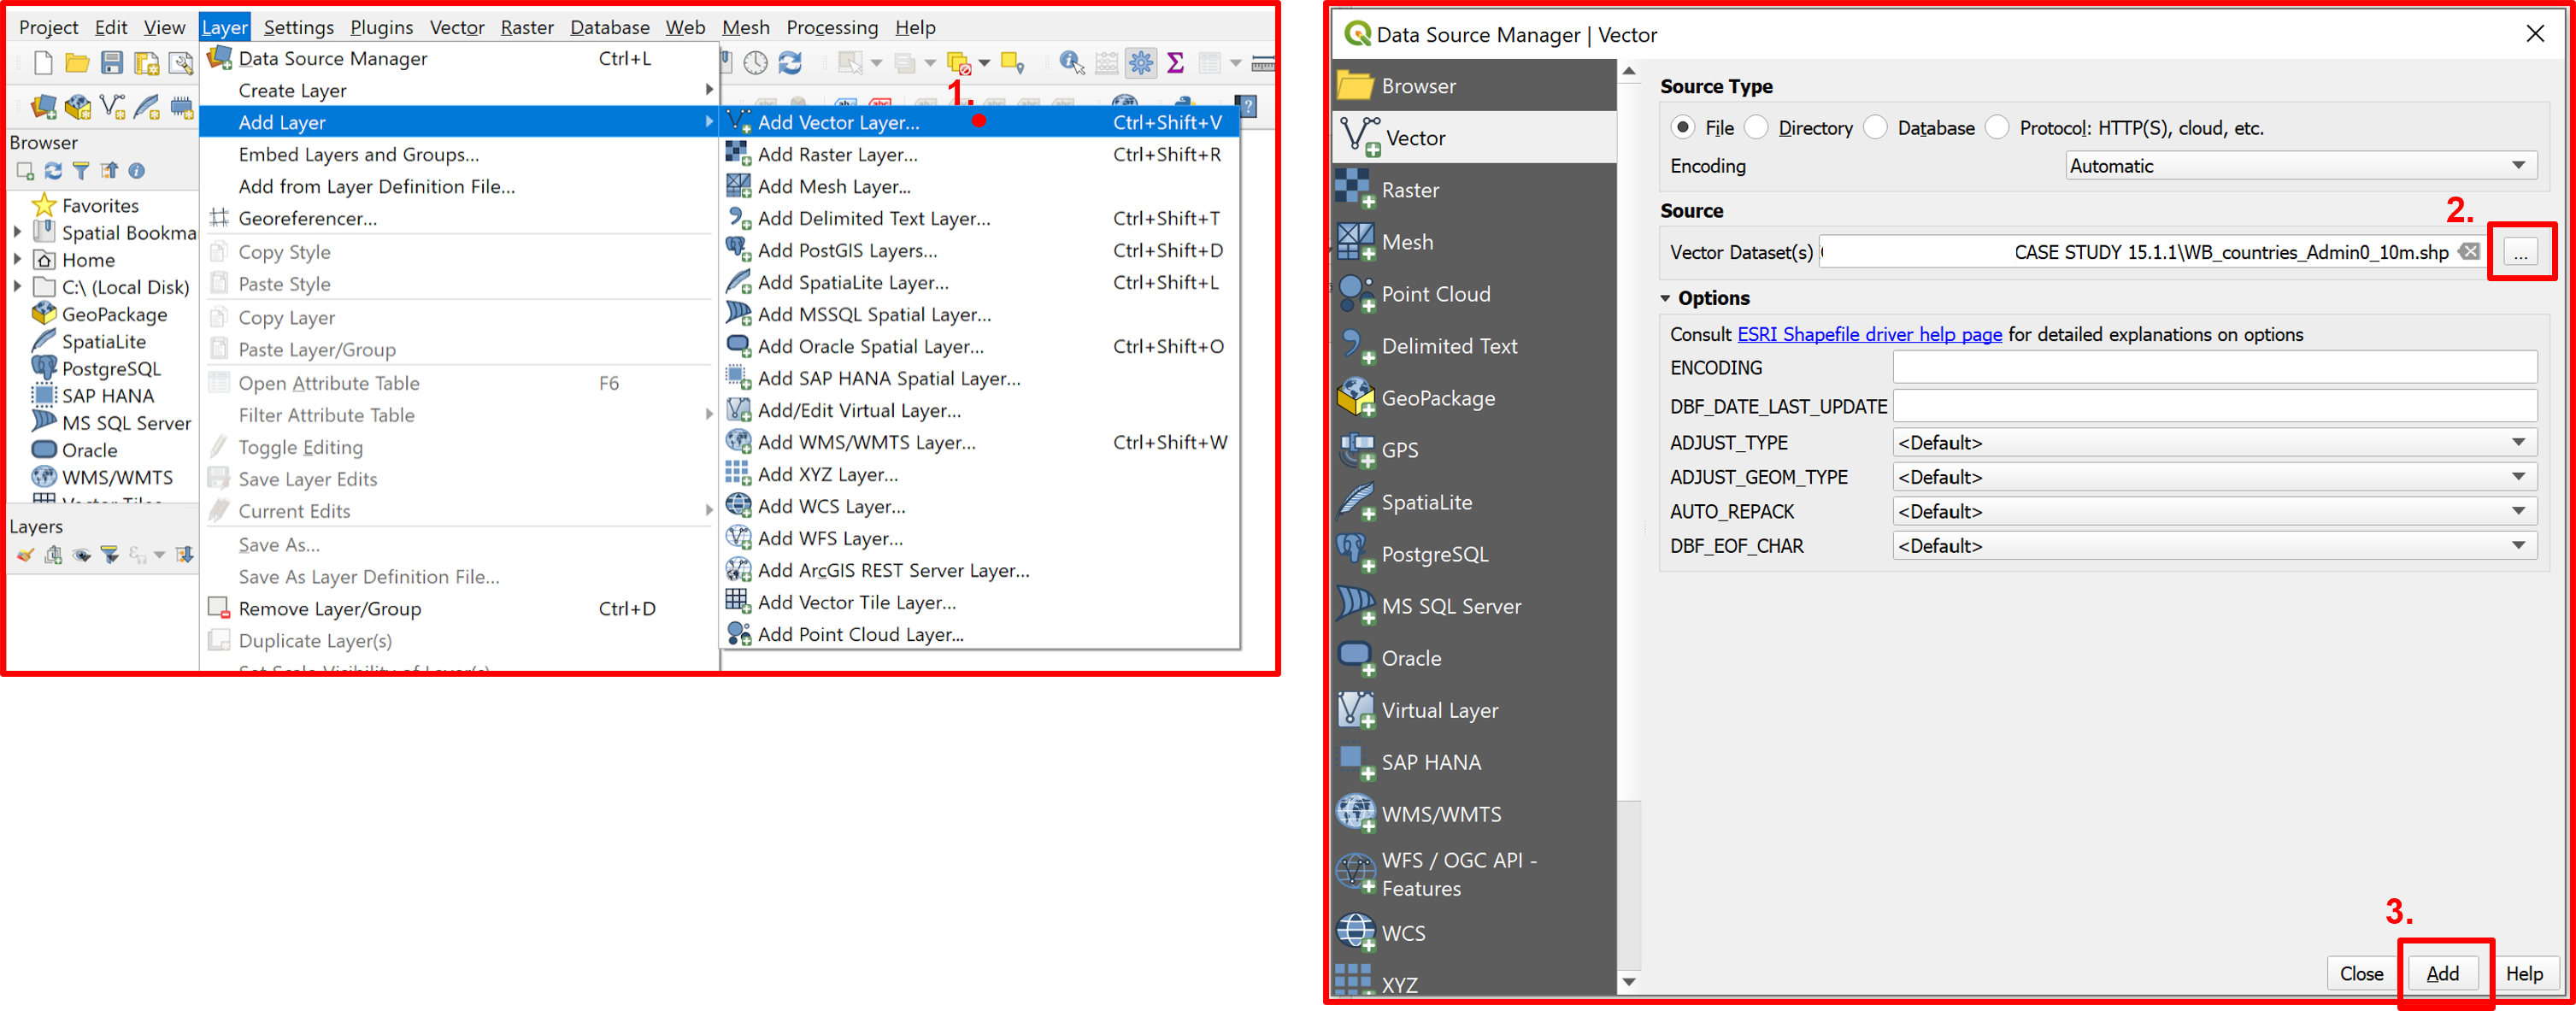 Project Edit View Layer Settings Plugins Vector Raster Database Web Mesh Processing Help
Data Source Manager Ctrl+L
Create Layer
1.
Add Layer
Add Vector Layer... Ctrl+Shift+V
Add Raster Layer... Ctrl+Shift+R
Add Mesh Layer...
Add Delimited Text Layer... Ctrl+Shift+T
Add PostGIS Layers... Ctrl+Shift+D
Add SpatiaLite Layer... Ctrl+Shift+L
Add MSSQL Spatial Layer...
Add Oracle Spatial Layer... Ctrl+Shift+O
Add SAP HANA Spatial Layer...
Add/Edit Virtual Layer...
Add WMS/WMTS Layer... Ctrl+Shift+W
Add XYZ Layer...
Add WCS Layer...
Add WFS Layer...
Add ArcGIS REST Server Layer...
Add Vector Tile Layer...
Add Point Cloud Layer...
Embed Layers and Groups...
Add from Layer Definition File...
Georeferencer...
Copy Style
Paste Style
Copy Layer
Paste Layer/Group
Open Attribute Table F6
Filter Attribute Table
Toggle Editing
Save Layer Edits
Current Edits
Save As...
Save As Layer Definition File...
Remove Layer/Group Ctrl+D
Duplicate Layer(s)
Set Scale Visibility of Layer(s)
Browser
Favorites
Spatial Bookma
Home
C:\ (Local Disk)
GeoPackage
SpatiaLite
PostgreSQL
SAP HANA
MS SQL Server
Oracle
WMS/WMTS
Vector Tiles
Layers
Data Source Manager | Vector
Browser
Vector
Raster
Mesh
Point Cloud
Delimited Text
GeoPackage
GPS
SpatiaLite
PostgreSQL
MS SQL Server
Oracle
Virtual Layer
SAP HANA
WMS/WMTS
WFS / OGC API -
Features
WCS
XYZ
Source Type
File Directory Database Protocol: HTTP(S), cloud, etc.
Encoding Automatic
Source
2.
Vector Dataset(s) CASE STUDY 15.1.1\WB_countries_Admin0_10m.shp ...
Options
Consult ESRI Shapefile driver help page for detailed explanations on options
ENCODING
DBF_DATE_LAST_UPDATE
ADJUST_TYPE <Default>
ADJUST_GEOM_TYPE <Default>
AUTO_REPACK <Default>
DBF_EOF_CHAR <Default>
3.
Close Add Help